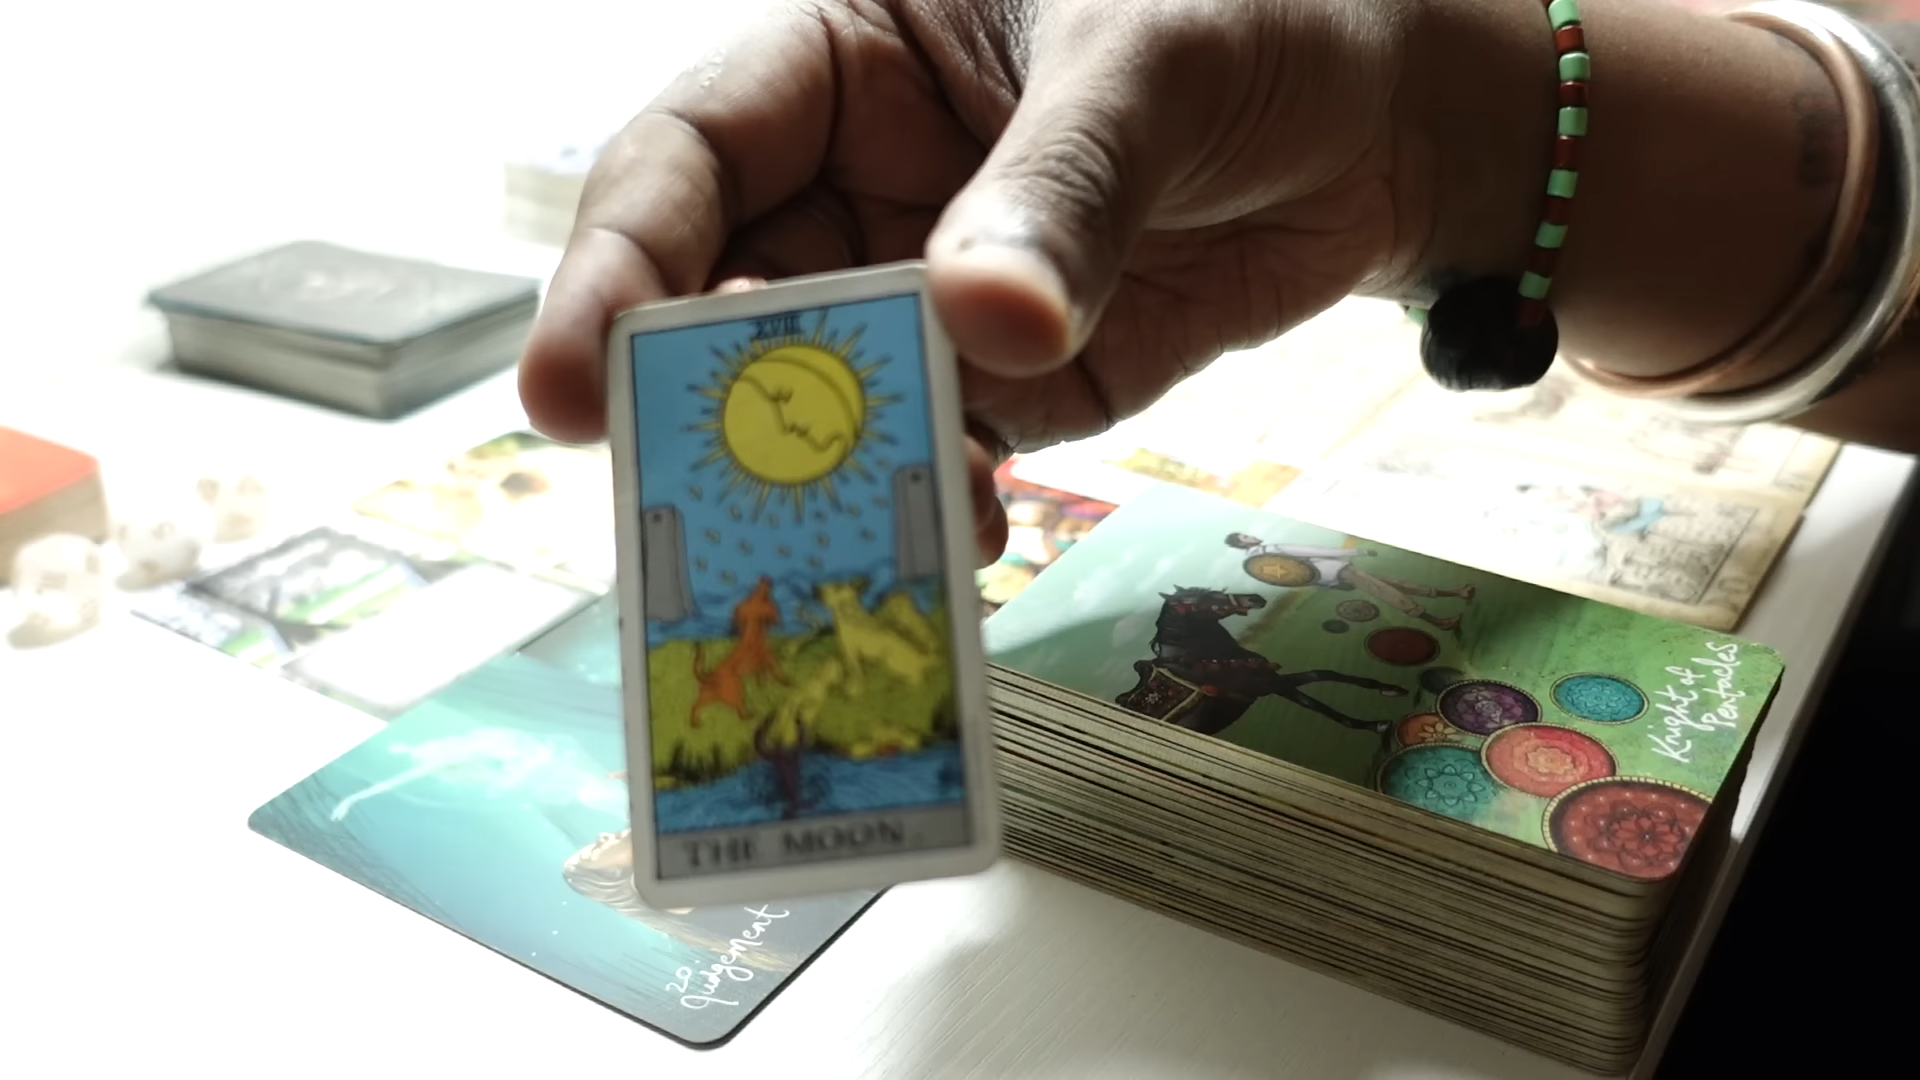 XVIII
THE MOON.
Knight of
Pentacles
20.
Judgement